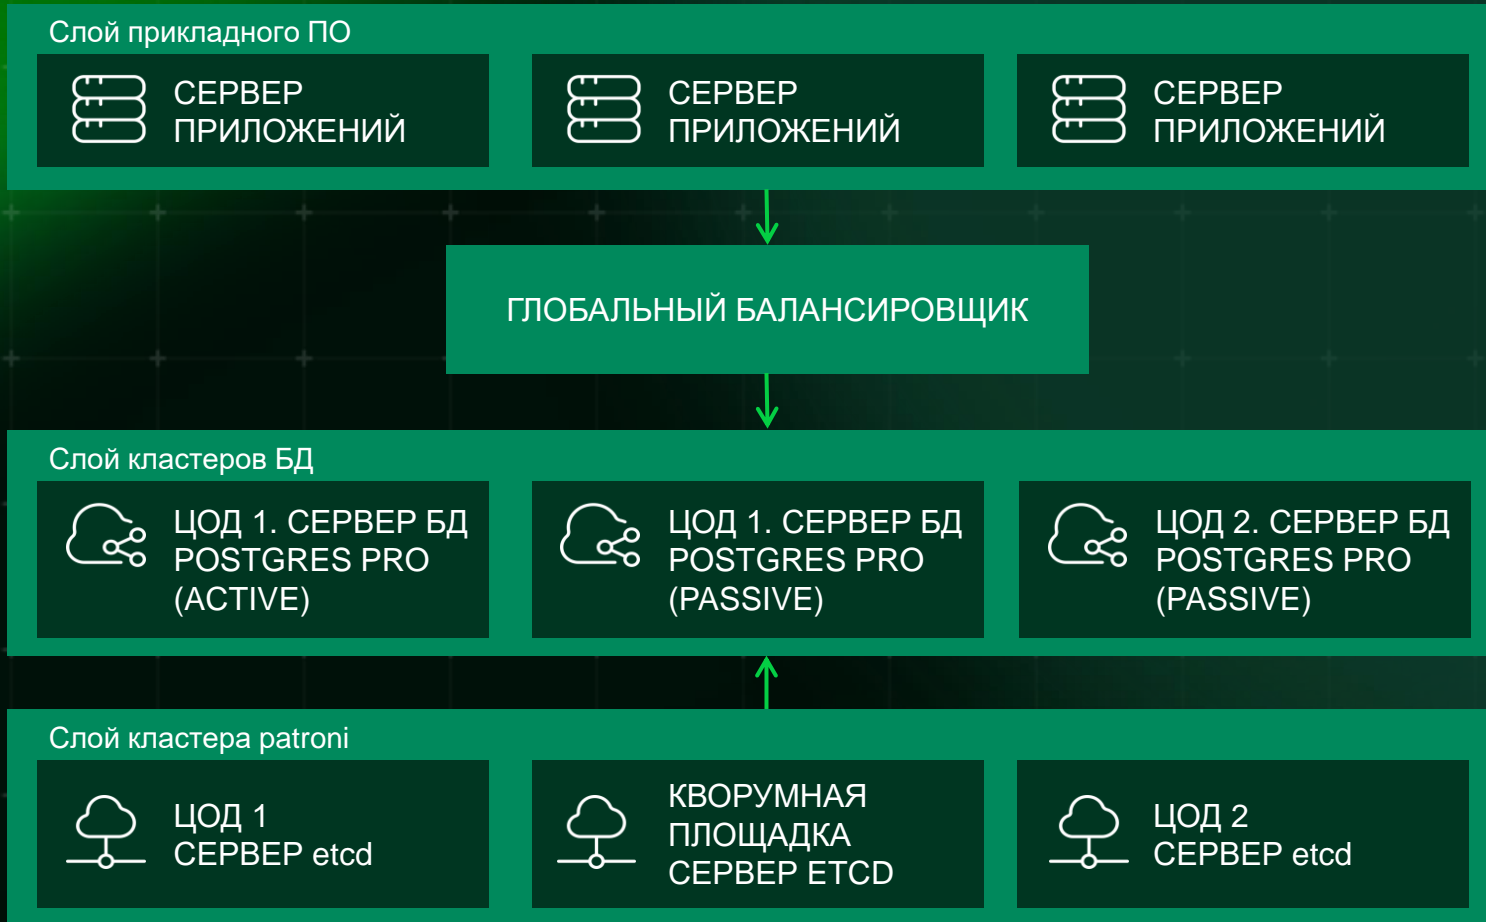 Слой прикладного ПО
СЕРВЕР
ПРИЛОЖЕНИЙ
СЕРВЕР
ПРИЛОЖЕНИЙ
СЕРВЕР
ПРИЛОЖЕНИЙ
ГЛОБАЛЬНЫЙ БАЛАНСИРОВЩИК
Слой кластеров БД
ЦОД 1. СЕРВЕР БД
POSTGRES PRO
(ACTIVE)
ЦОД 1. СЕРВЕР БД
POSTGRES PRO
(PASSIVE)
ЦОД 2. СЕРВЕР БД
POSTGRES PRO
(PASSIVE)
Слой кластера patroni
ЦОД 1
СЕРВЕР etcd
КВОРУМНАЯ
ПЛОЩАДКА
СЕРВЕР ETCD
ЦОД 2
СЕРВЕР etcd